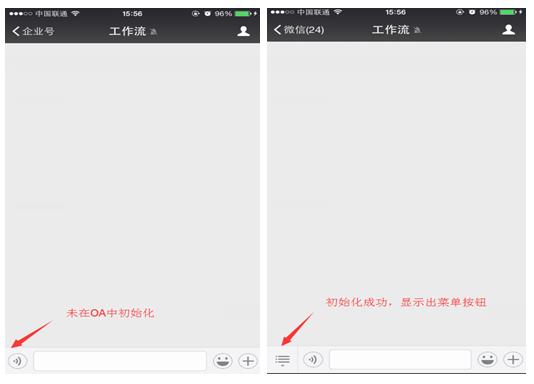 中国联通 15:56 96%
企业号 工作流
未在OA中初始化
中国联通 15:56 96%
微信(24) 工作流
初始化成功，显示出菜单按钮